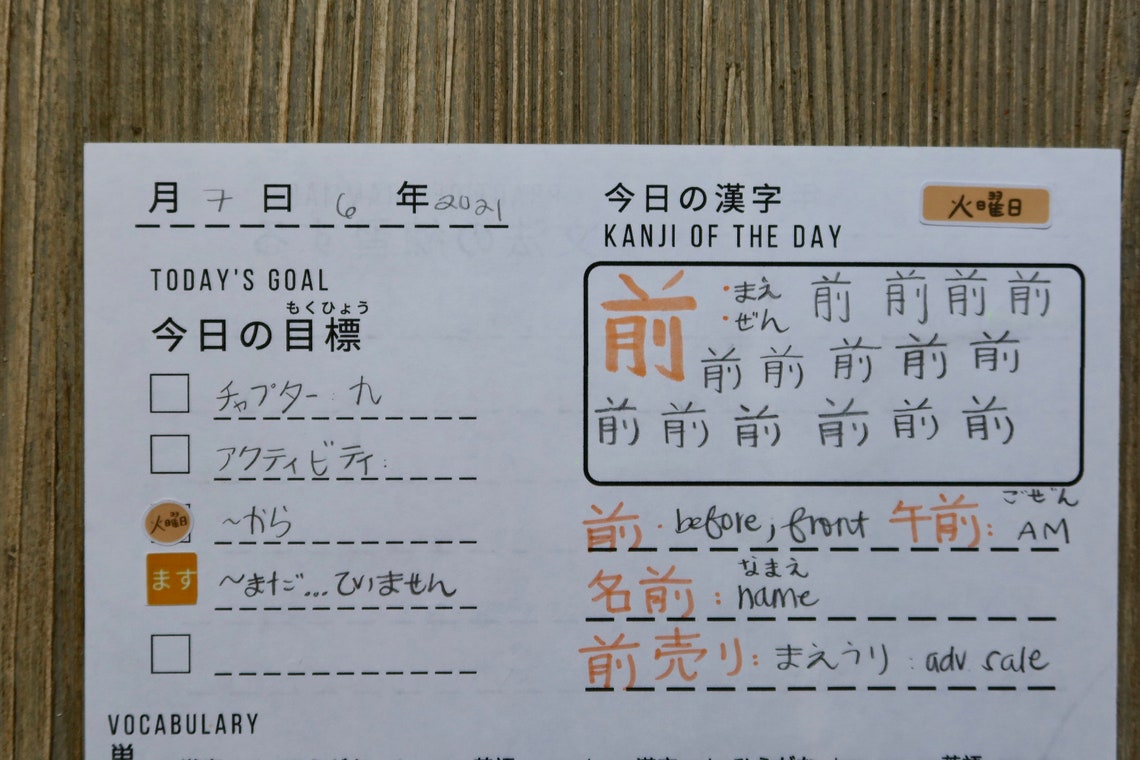 月 7 日 6 年 2021
TODAY'S GOAL
もくひょう
今日の目標
チャプター 九
アクティビティ:
火曜日 ~から
ます ~まだ...ていません
VOCABULARY
単
今日の漢字 火曜日
KANJI OF THE DAY
前 ・まえ 前 前 前 前
・ぜん
前 前 前 前 前
前 前 前 前 前 前
ごぜん
前・before, front 午前: AM
なまえ
名前: name
前売り: まえうり: adv. sale